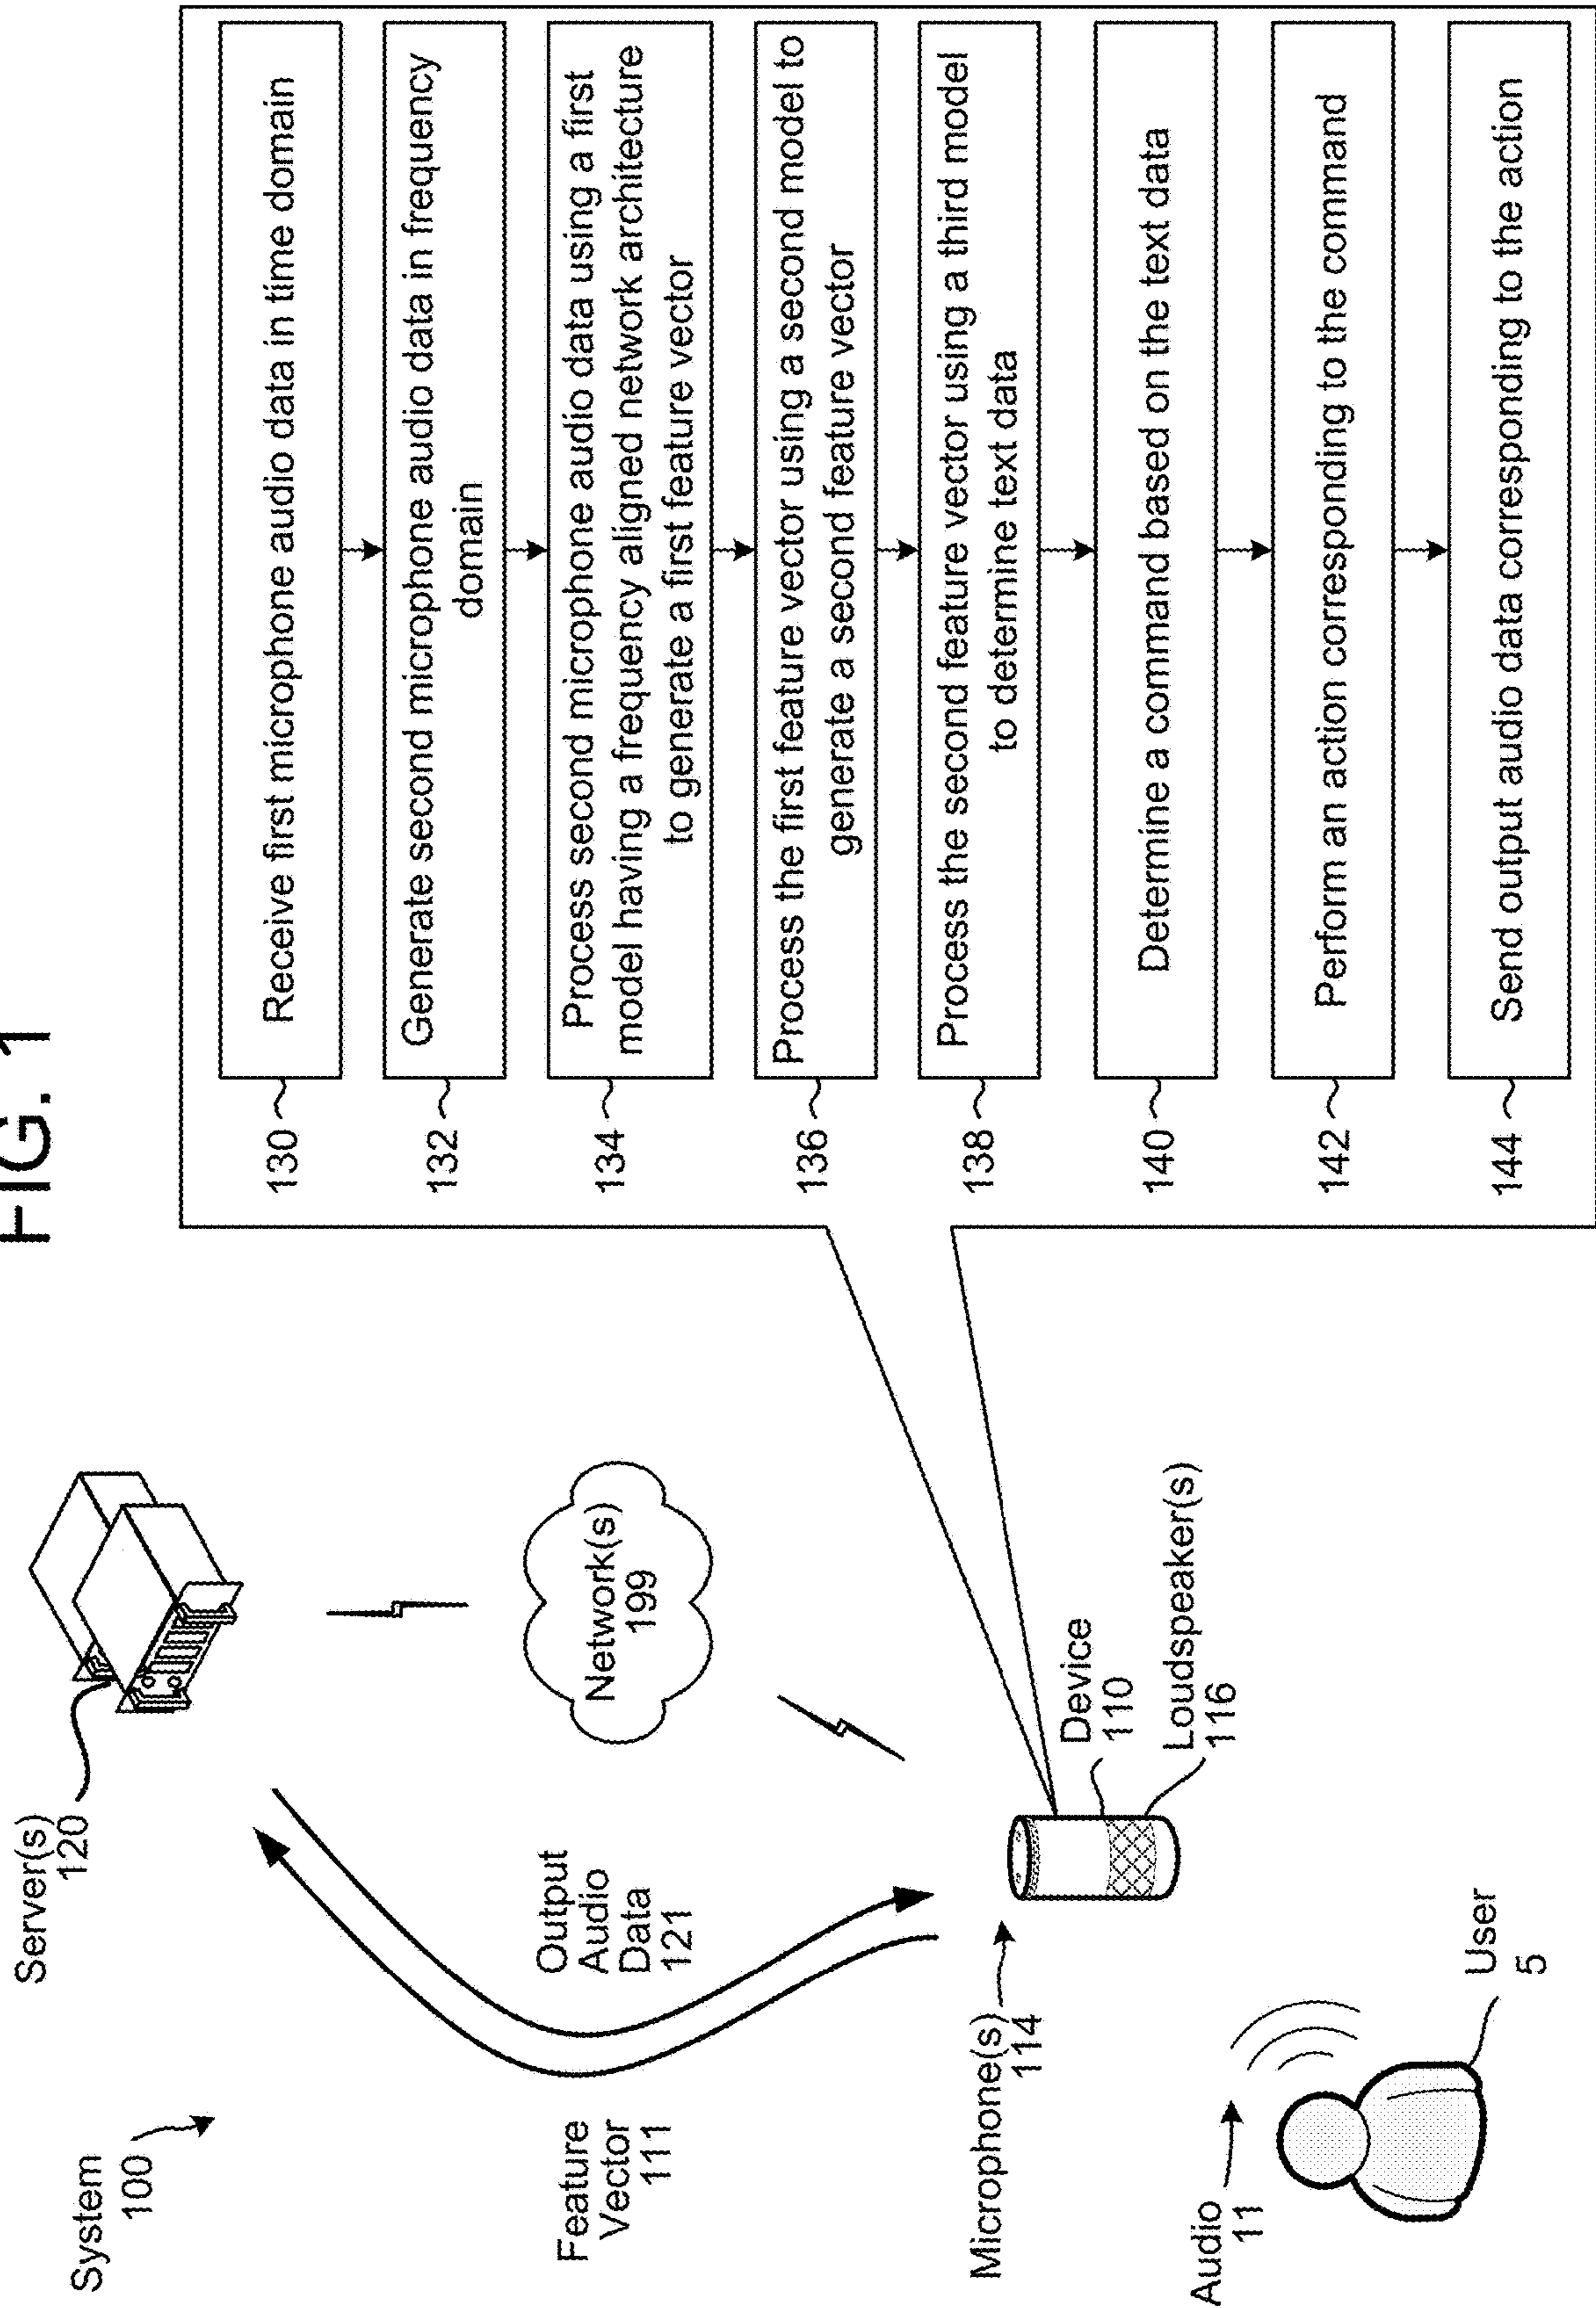 FIG. 1
System
100
Server(s)
120
Feature
Vector
111
Output
Audio
Data
121
Network(s)
199
Microphone(s)
114
Device
110
Loudspeaker(s)
116
Audio
11
User
5
130
Receive first microphone audio data in time domain
132
Generate second microphone audio data in frequency
domain
134
Process second microphone audio data using a first
model having a frequency aligned network architecture
to generate a first feature vector
136
Process the first feature vector using a second model to
generate a second feature vector
138
Process the second feature vector using a third model
to determine text data
140
Determine a command based on the text data
142
Perform an action corresponding to the command
144
Send output audio data corresponding to the action